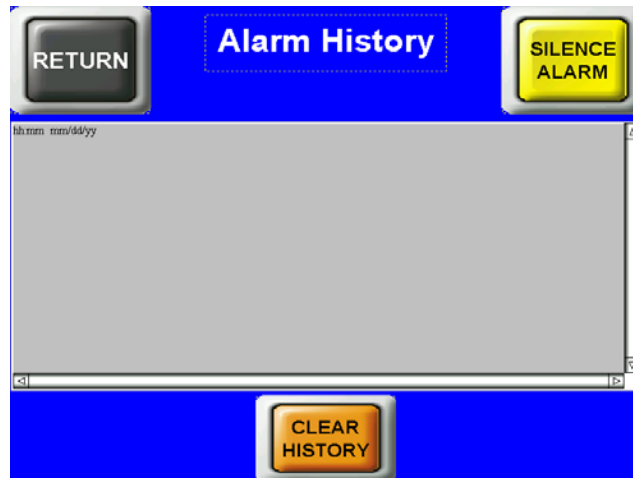 RETURN
Alarm History
SILENCE
ALARM
hh:mm mm/dd/yy
CLEAR
HISTORY